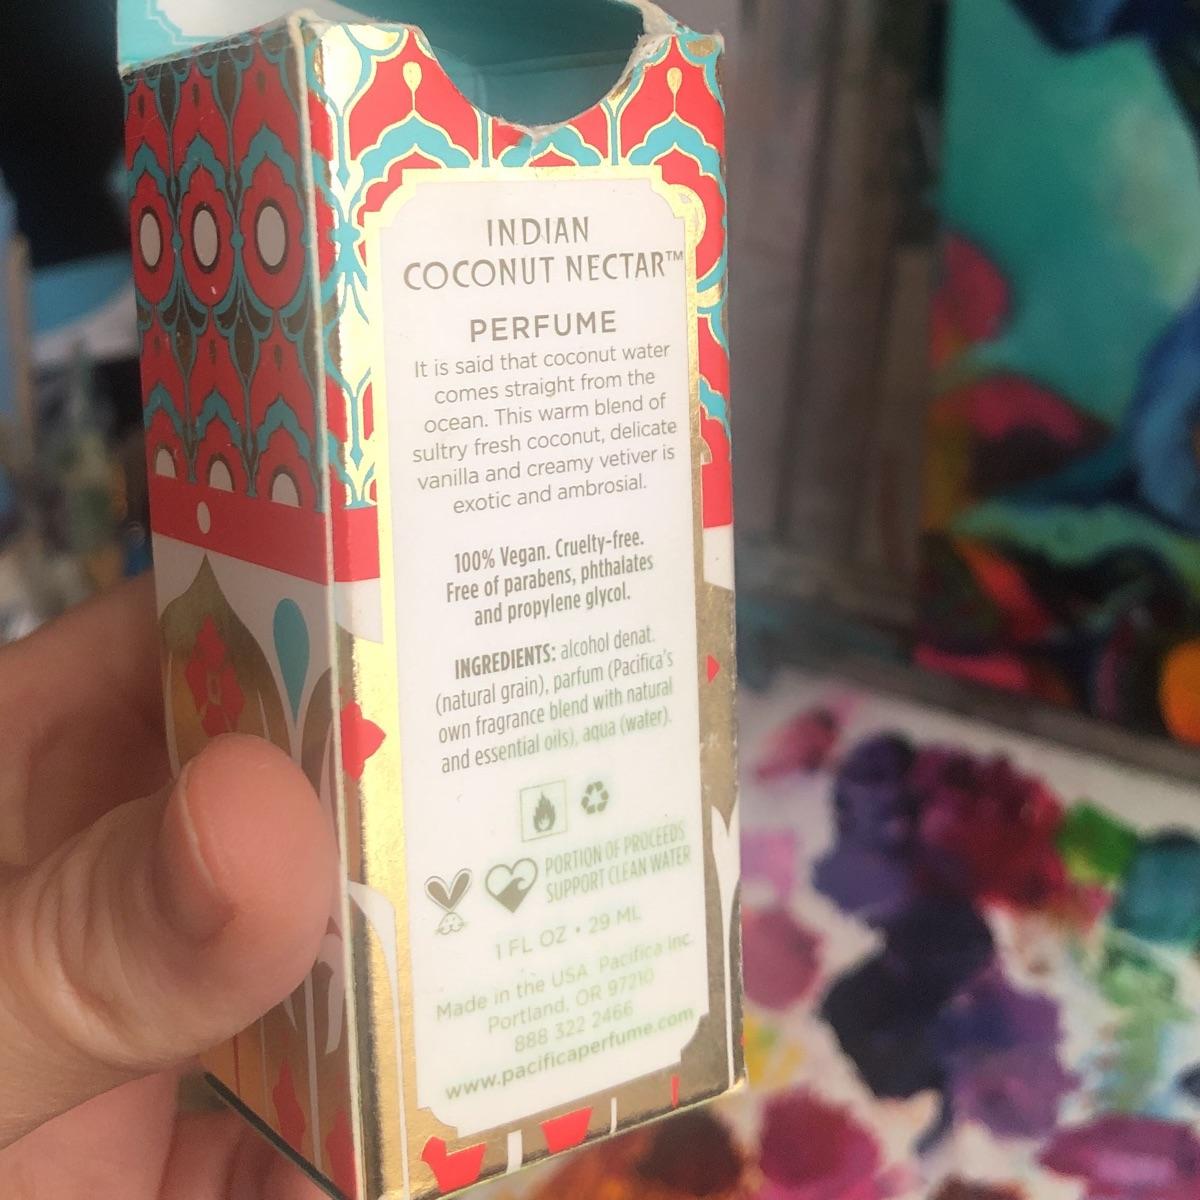 INDIAN
COCONUT NECTAR™
PERFUME
It is said that coconut water
comes straight from the
ocean. This warm blend of
sultry fresh coconut, delicate
vanilla and creamy vetiver is
exotic and ambrosial.
100% Vegan. Cruelty-free.
Free of parabens, phthalates
and propylene glycol.
INGREDIENTS: alcohol denat.
(natural grain), parfum (Pacifica's
own fragrance blend with natural
and essential oils), aqua (water).
PORTION OF PROCEEDS
SUPPORT CLEAN WATER
1 FL OZ • 29 ML
Made in the USA Pacifica Inc.
Portland, OR 97210
888 322 2466
www.pacificaperfume.com